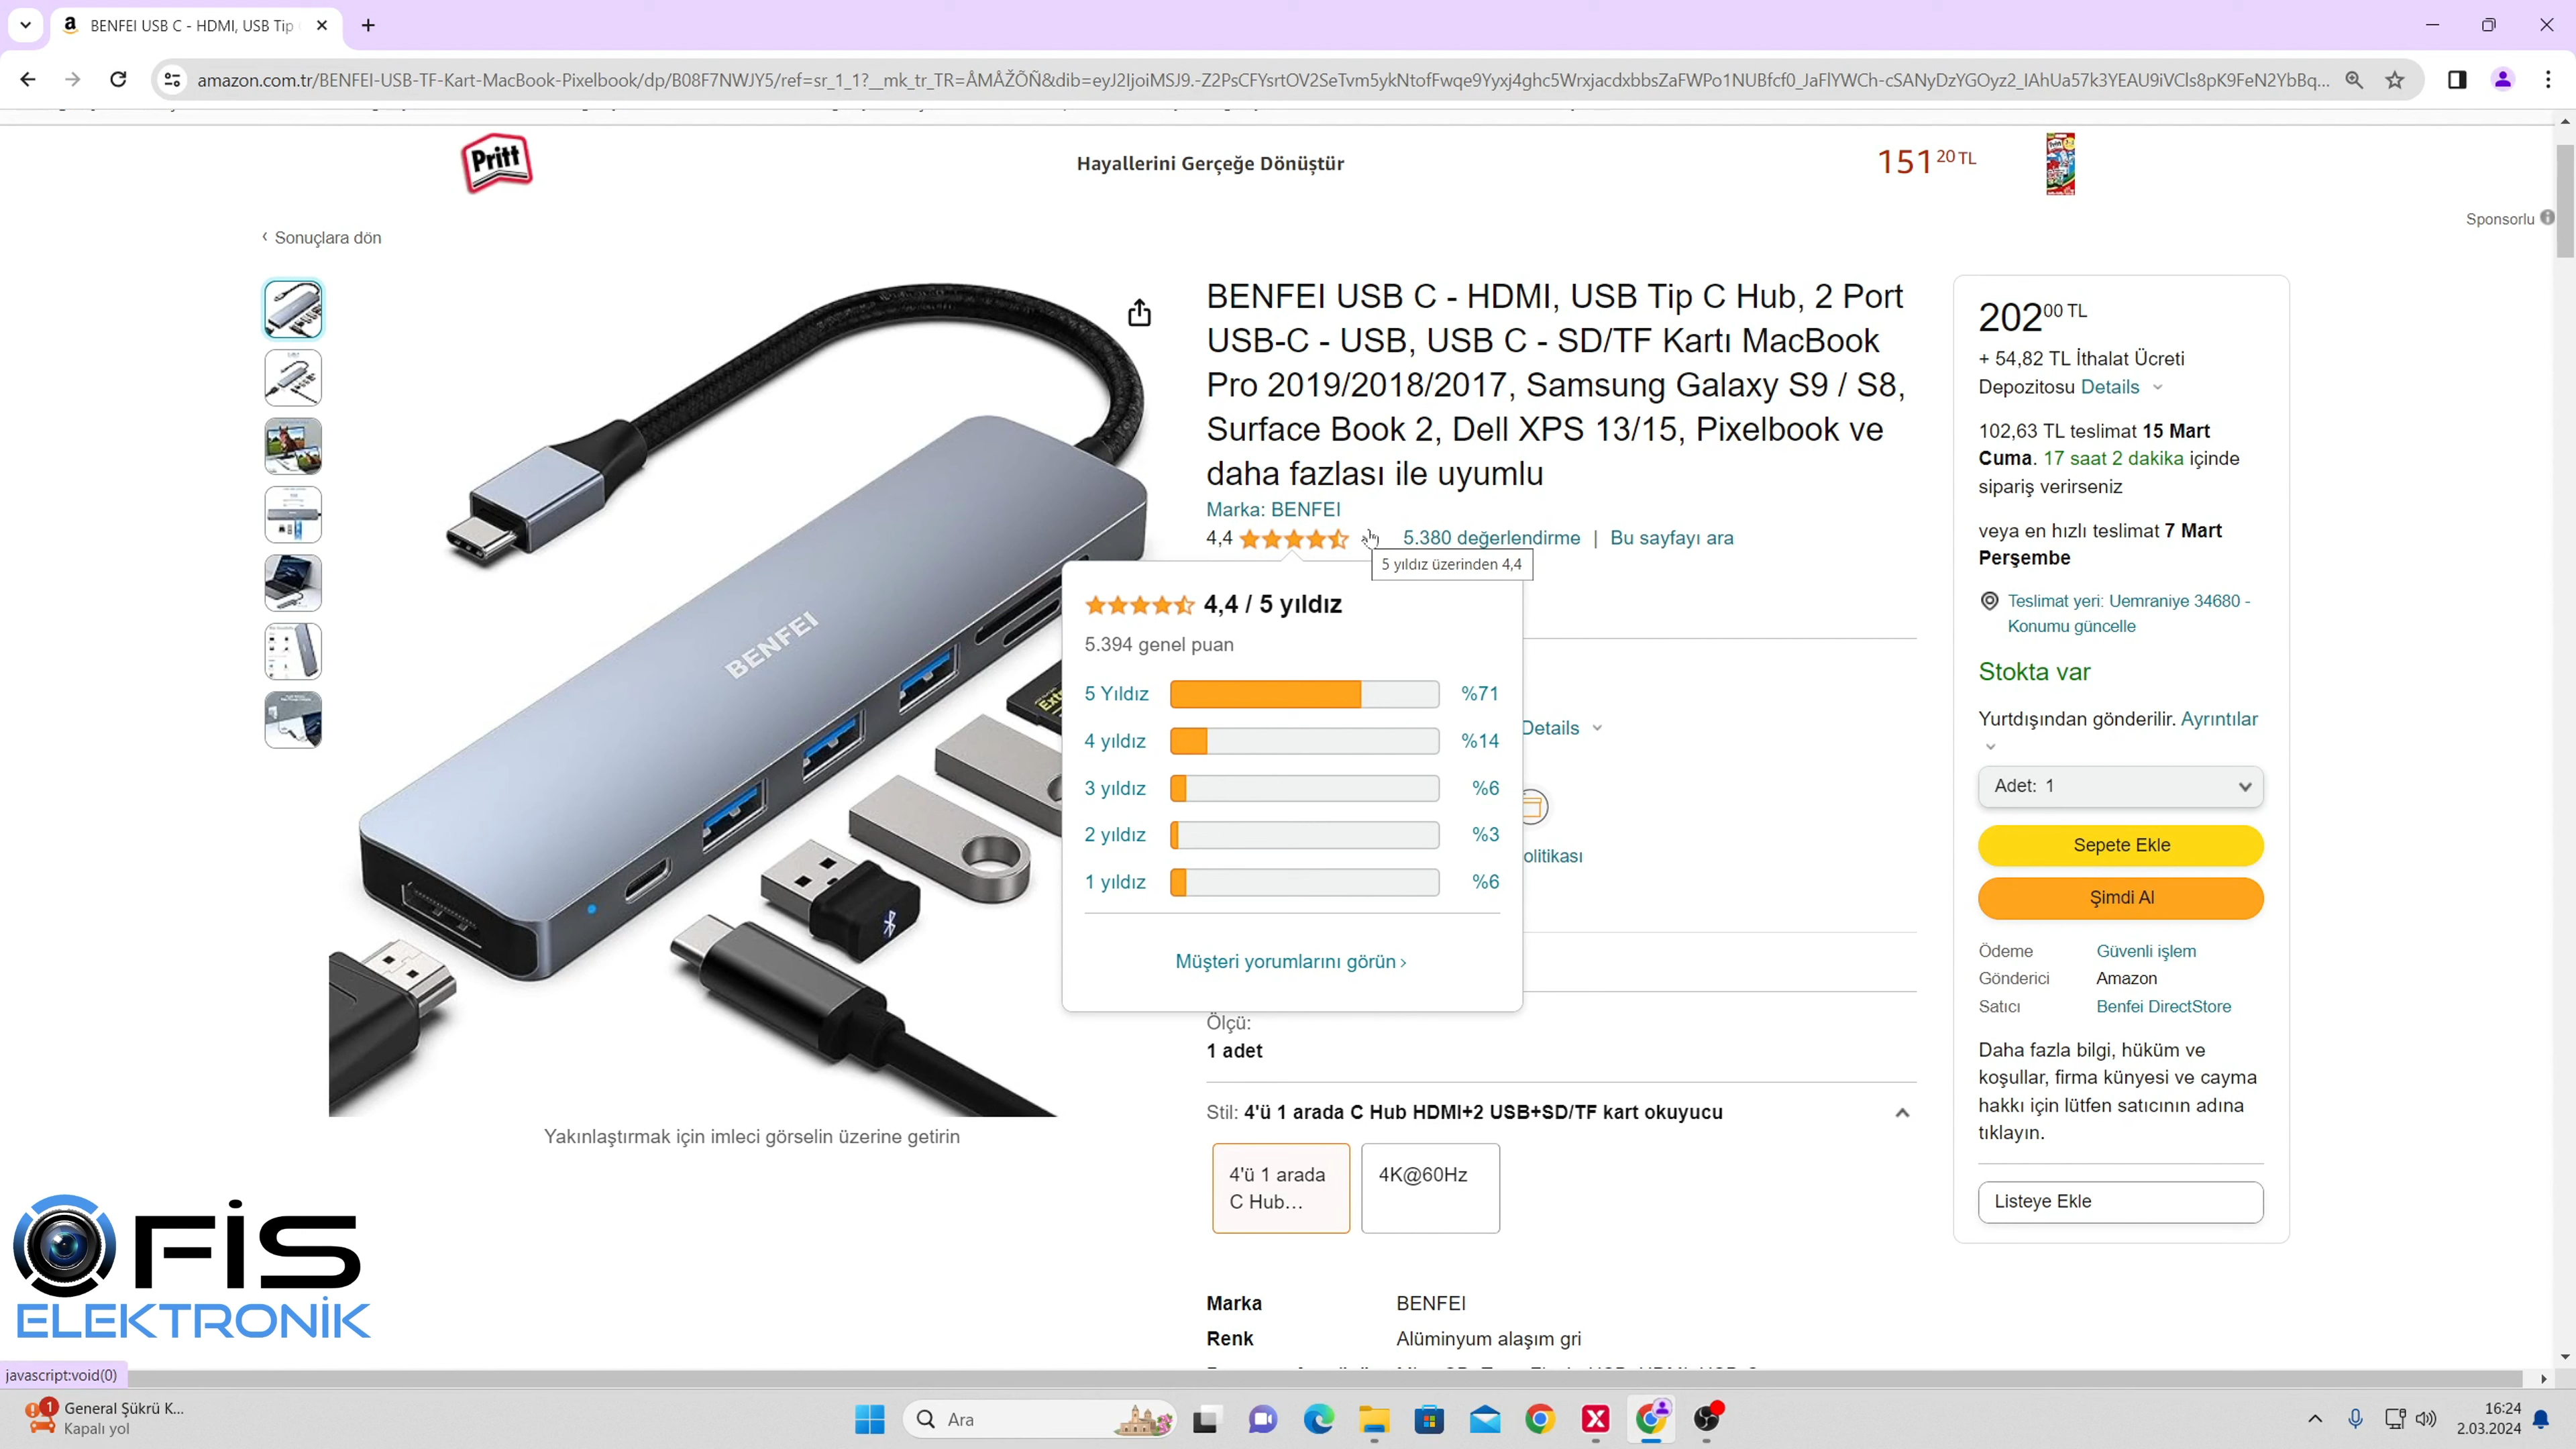 BENFEI USB C - HDMI, USB Tip
amazon.com.tr/BENFEI-USB-TF-Kart-MacBook-Pixelbook/dp/B08F7NWJY5/ref=sr_1_1?__mk_tr_TR=ÅMÅŽÕÑ&dib=eyJ2IjoiMSJ9.-Z2PsCFYsrtOV2SeTvm5ykNtofFwqe9Yyxj4ghc5WrxjacdxbbsZaFWPo1NUBfcf0_JaFlYWCh-cSANyDzYGOyz2_IAhUa57k3YEAU9iVCls8pK9FeN2YbBq...
Pritt
Hayallerini Gerçeğe Dönüştür
151 20 TL
Sponsorlu
‹ Sonuçlara dön
BENFEI
BENFEI USB C - HDMI, USB Tip C Hub, 2 Port
USB-C - USB, USB C - SD/TF Kartı MacBook
Pro 2019/2018/2017, Samsung Galaxy S9 / S8,
Surface Book 2, Dell XPS 13/15, Pixelbook ve
daha fazlası ile uyumlu
Marka: BENFEI
4,4 5.380 değerlendirme | Bu sayfayı ara
5 yıldız üzerinden 4,4
4,4 / 5 yıldız
5.394 genel puan
5 Yıldız %71
4 yıldız %14
3 yıldız %6
2 yıldız %3
1 yıldız %6
Müşteri yorumlarını görün ›
Details
olitikası
Ölçü:
1 adet
Stil: 4'ü 1 arada C Hub HDMI+2 USB+SD/TF kart okuyucu
4'ü 1 arada
C Hub...
4K@60Hz
Marka BENFEI
Renk Alüminyum alaşım gri
Yakınlaştırmak için imleci görselin üzerine getirin
202 00 TL
+ 54,82 TL İthalat Ücreti
Depozitosu Details
102,63 TL teslimat 15 Mart
Cuma. 17 saat 2 dakika içinde
sipariş verirseniz
veya en hızlı teslimat 7 Mart
Perşembe
Teslimat yeri: Uemraniye 34680 -
Konumu güncelle
Stokta var
Yurtdışından gönderilir. Ayrıntılar
Adet: 1
Sepete Ekle
Şimdi Al
Ödeme Güvenli işlem
Gönderici Amazon
Satıcı Benfei DirectStore
Daha fazla bilgi, hüküm ve
koşullar, firma künyesi ve cayma
hakkı için lütfen satıcının adına
tıklayın.
Listeye Ekle
OFİS
ELEKTRONİK
javascript:void(0)
1
General Şükrü K...
Kapalı yol
Ara
16:24
2.03.2024